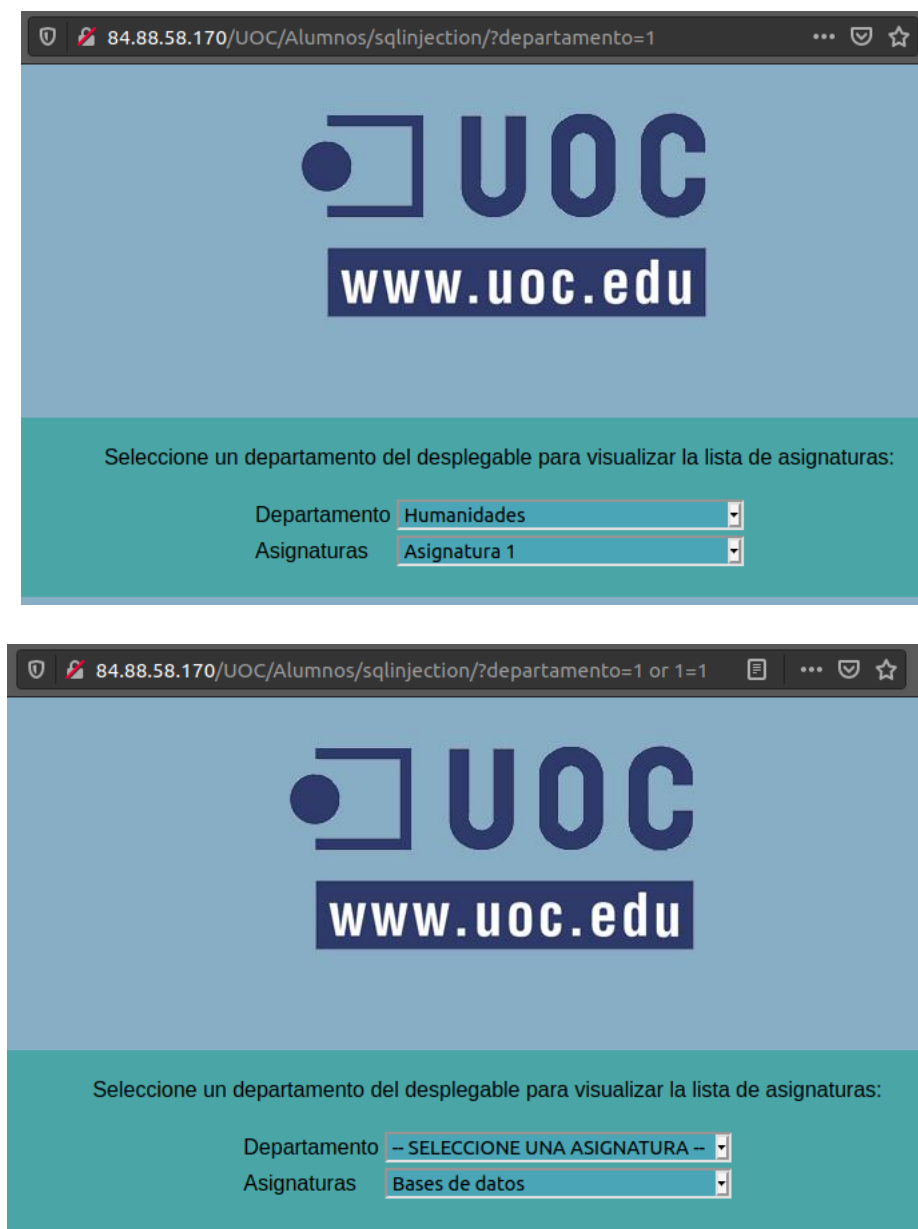 84.88.58.170/UOC/Alumnos/sqlinjection/?departamento=1
UOC
www.uoc.edu
Seleccione un departamento del desplegable para visualizar la lista de asignaturas:
Departamento Humanidades
Asignaturas Asignatura 1
84.88.58.170/UOC/Alumnos/sqlinjection/?departamento=1 or 1=1
UOC
www.uoc.edu
Seleccione un departamento del desplegable para visualizar la lista de asignaturas:
Departamento -- SELECCIONE UNA ASIGNATURA --
Asignaturas Bases de datos